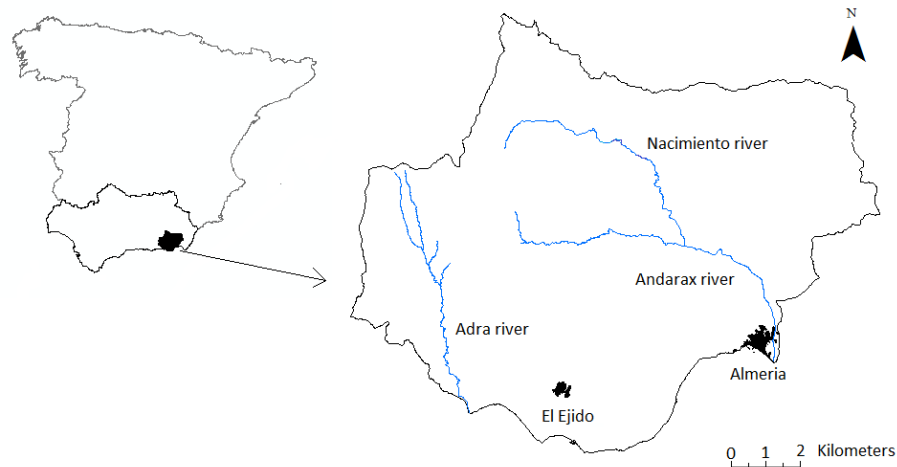 N
Nacimiento river
Andarax river
Adra river
Almeria
El Ejido
0 1 2 Kilometers